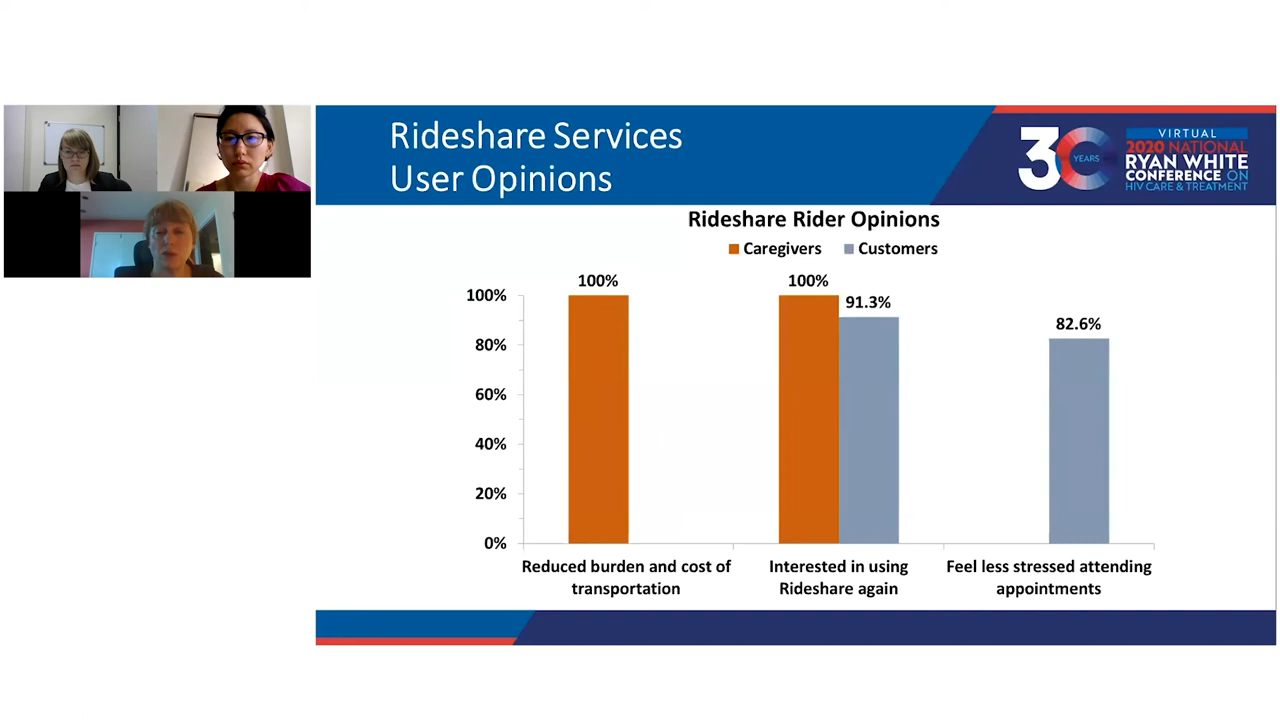 Rideshare Services
User Opinions
30 YEARS
VIRTUAL
2020 NATIONAL
RYAN WHITE
CONFERENCE ON
HIV CARE & TREATMENT
Rideshare Rider Opinions
Caregivers Customers
100%
80%
60%
40%
20%
0%
100%
100%
91.3%
82.6%
Reduced burden and cost of
transportation
Interested in using
Rideshare again
Feel less stressed attending
appointments